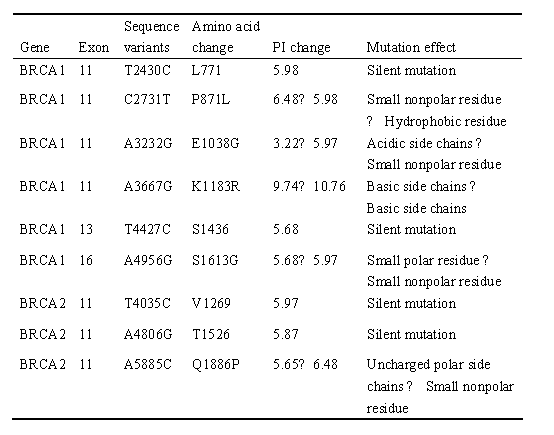 Sequence Amino acid
Gene Exon variants change PI change Mutation effect
BRCA1 11 T2430C L771 5.98 Silent mutation
BRCA1 11 C2731T P871L 6.48? 5.98 Small nonpolar residue
? Hydrophobic residue
BRCA1 11 A3232G E1038G 3.22? 5.97 Acidic side chains ?
Small nonpolar residue
BRCA1 11 A3667G K1183R 9.74? 10.76 Basic side chains ?
Basic side chains
BRCA1 13 T4427C S1436 5.68 Silent mutation
BRCA1 16 A4956G S1613G 5.68? 5.97 Small polar residue ?
Small nonpolar residue
BRCA2 11 T4035C V1269 5.97 Silent mutation
BRCA2 11 A4806G T1526 5.87 Silent mutation
BRCA2 11 A5885C Q1886P 5.65? 6.48 Uncharged polar side
chains ? Small nonpolar
residue